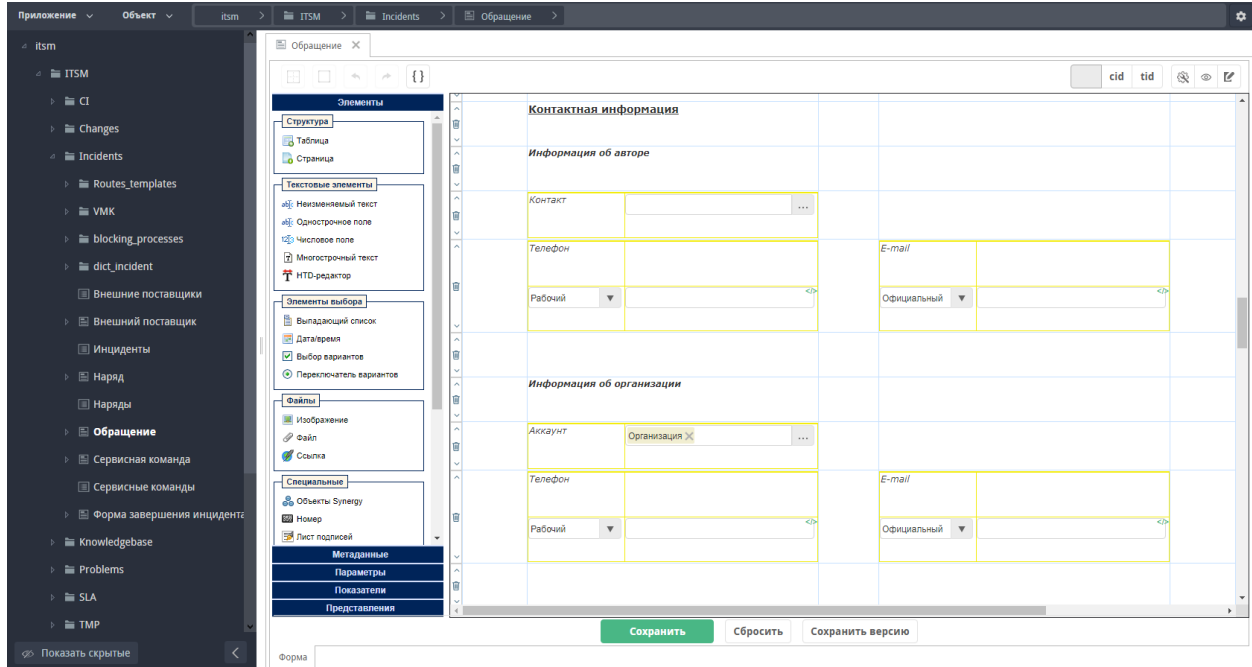 Приложение Объект itsm ITSM Incidents Обращение
itsm
ITSM
CI
Changes
Incidents
Routes_templates
VMK
blocking_processes
dict_incident
Внешние поставщики
Внешний поставщик
Инциденты
Наряд
Наряды
Обращение
Сервисная команда
Сервисные команды
Форма завершения инцидента
Knowledgebase
Problems
SLA
TMP
Показать скрытые
Обращение
{} cid tid
Элементы
Структура
Таблица
Страница
Текстовые элементы
Неизменяемый текст
Однострочное поле
Числовое поле
Многострочный текст
HTD-редактор
Элементы выбора
Выпадающий список
Дата/время
Выбор вариантов
Переключатель вариантов
Файлы
Изображение
Файл
Ссылка
Специальные
Объекты Synergy
Номер
Лист подписей
Метаданные
Параметры
Показатели
Представления
Контактная информация
Информация об авторе
Контакт ...
Телефон E-mail
Рабочий </> Официальный </>
Информация об организации
Аккаунт Организация ...
Телефон E-mail
Рабочий </> Официальный </>
Сохранить Сбросить Сохранить версию
Форма